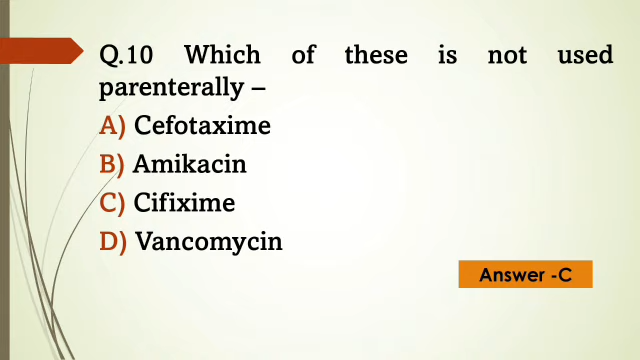 Q.10 Which of these is not used
parenterally –
A) Cefotaxime
B) Amikacin
C) Cifixime
D) Vancomycin
Answer -C